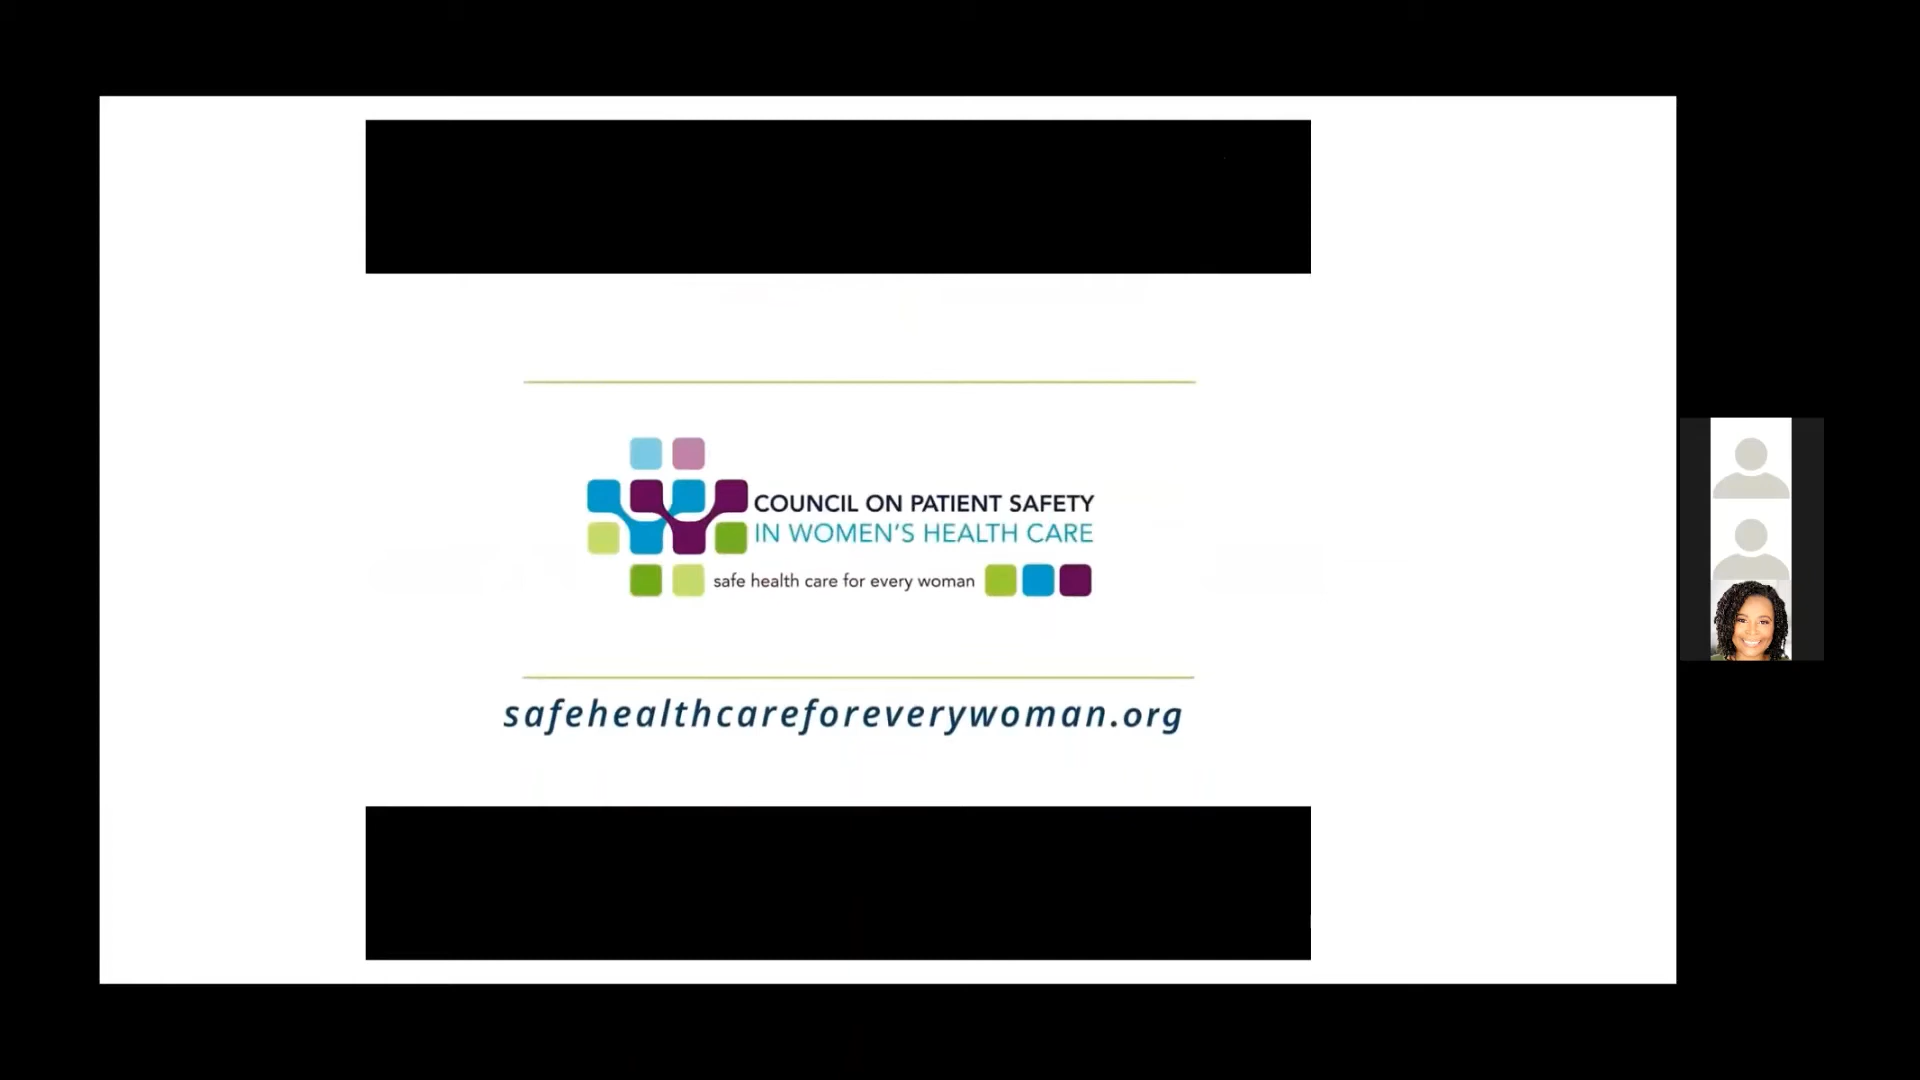 COUNCIL ON PATIENT SAFETY
IN WOMEN'S HEALTH CARE
safe health care for every woman
safehealthcareforeverywoman.org